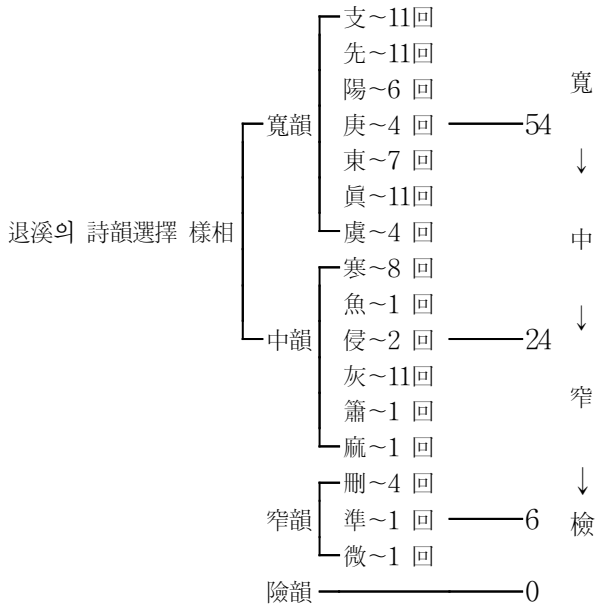 支~11回
先~11回
陽~6 回
寬韻 庚~4 回 54
東~7 回
眞~11回
虞~4 回
退溪의 詩韻選擇 樣相
寒~8 回
魚~1 回
中韻 侵~2 回 24
灰~11回
簫~1 回
麻~1 回
刪~4 回
窄韻 準~1 回 6
微~1 回
險韻 0
寬
↓
中
↓
窄
↓
檢